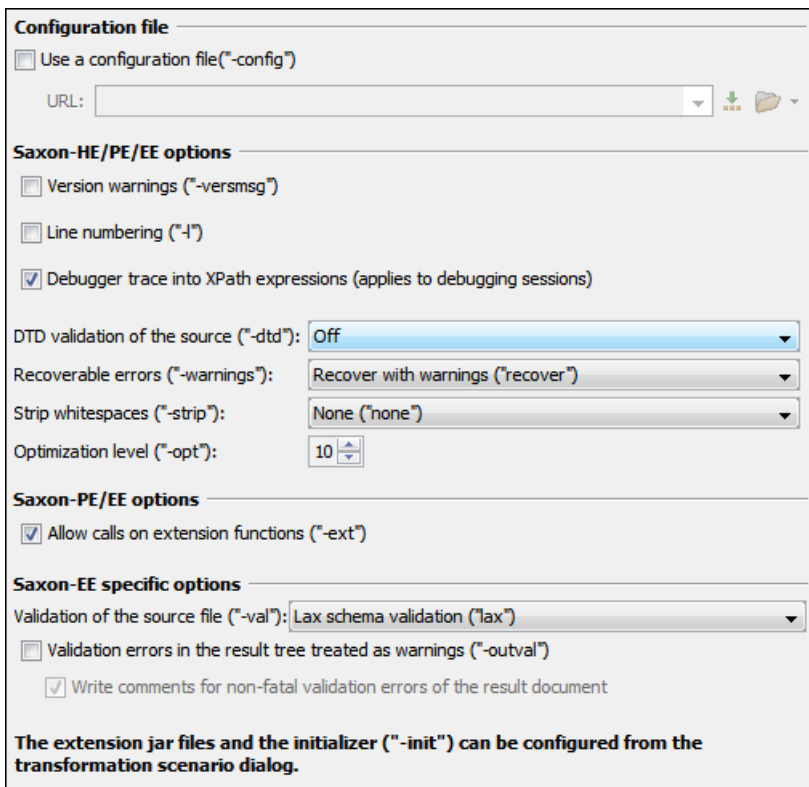 Configuration file
Use a configuration file("-config")
URL:
Saxon-HE/PE/EE options
Version warnings ("-versmsg")
Line numbering ("-l")
Debugger trace into XPath expressions (applies to debugging sessions)
DTD validation of the source ("-dtd"): Off
Recoverable errors ("-warnings"): Recover with warnings ("recover")
Strip whitespaces ("-strip"): None ("none")
Optimization level ("-opt"): 10
Saxon-PE/EE options
Allow calls on extension functions ("-ext")
Saxon-EE specific options
Validation of the source file ("-val"): Lax schema validation ("lax")
Validation errors in the result tree treated as warnings ("-outval")
Write comments for non-fatal validation errors of the result document
The extension jar files and the initializer ("-init") can be configured from the
transformation scenario dialog.